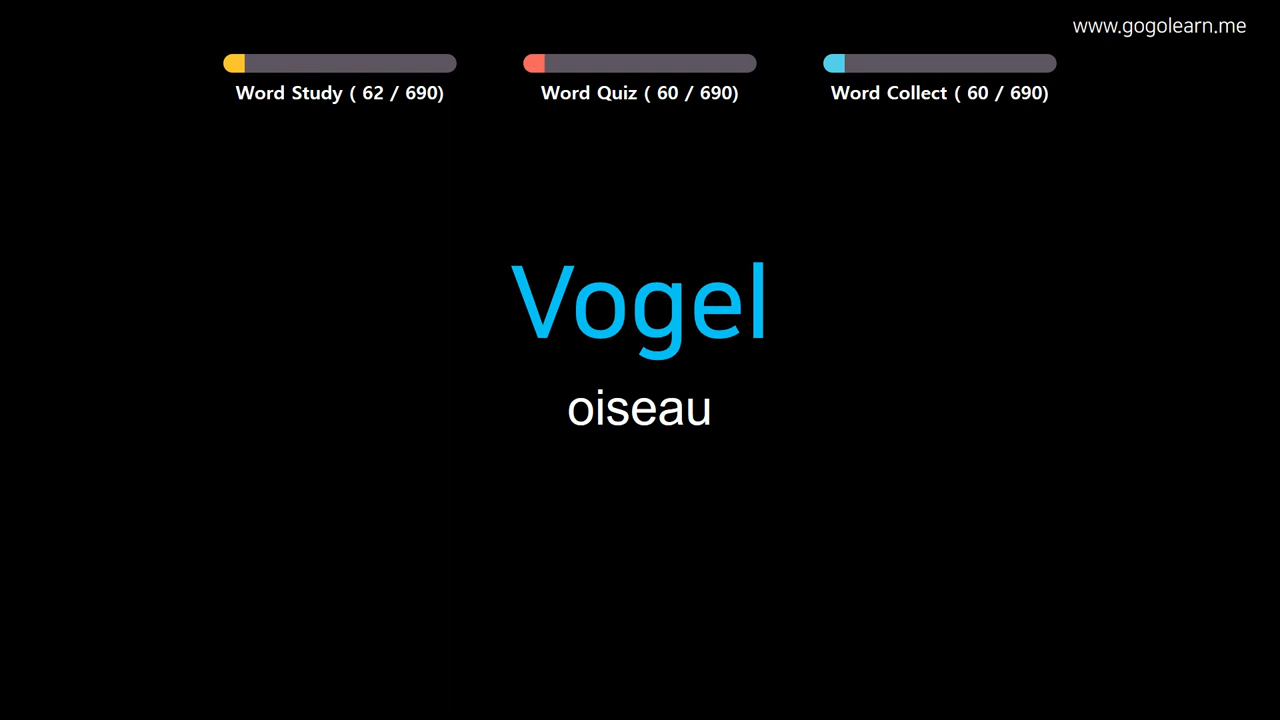 www.gogolearn.me
Word Study ( 62 / 690)
Word Quiz ( 60 / 690)
Word Collect ( 60 / 690)
Vogel
oiseau